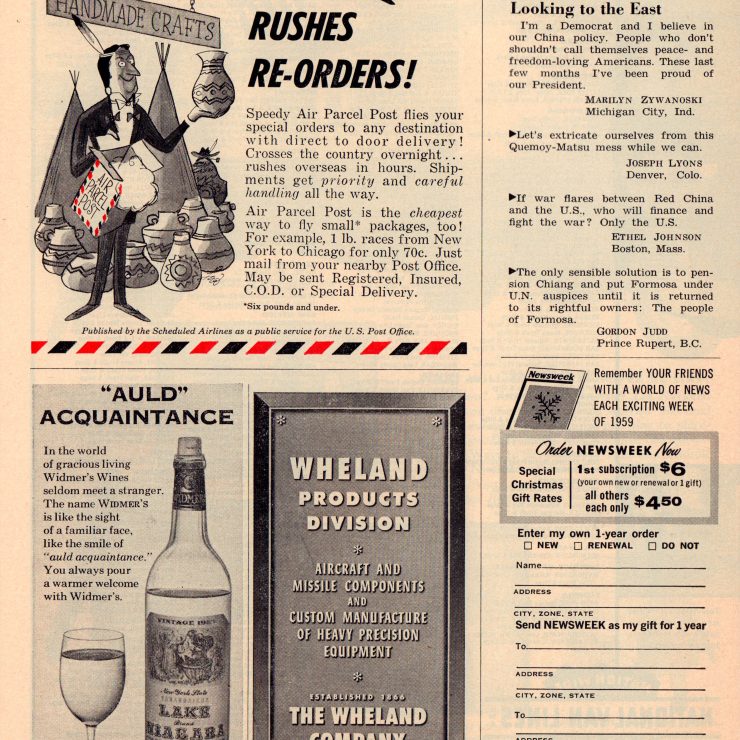 HANDMADE CRAFTS
RUSHES
RE-ORDERS!
AIR
PARCEL
POST
Speedy Air Parcel Post flies your
special orders to any destination
with direct to door delivery!
Crosses the country overnight...
rushes overseas in hours. Ship-
ments get priority and careful
handling all the way.
Air Parcel Post is the cheapest
way to fly small* packages, too!
For example, 1 lb. races from New
York to Chicago for only 70c. Just
mail from your nearby Post Office.
May be sent Registered, Insured,
C.O.D. or Special Delivery.
*Six pounds and under.
Published by the Scheduled Airlines as a public service for the U.S. Post Office.
"AULD"
ACQUAINTANCE
In the world
of gracious living
Widmer's Wines
seldom meet a stranger.
The name WIDMER'S
is like the sight
of a familiar face,
like the smile of
"auld acquaintance."
You always pour
a warmer welcome
with Widmer's.
WIDMER'S
VINTAGE
New York State
LAKE
Brand
NIAGARA
WHELAND
PRODUCTS
DIVISION
AIRCRAFT AND
MISSILE COMPONENTS
AND
CUSTOM MANUFACTURE
OF HEAVY PRECISION
EQUIPMENT
ESTABLISHED 1866
THE WHELAND
COMPANY
Looking to the East
I'm a Democrat and I believe in
our China policy. People who don't
shouldn't call themselves peace- and
freedom-loving Americans. These last
few months I've been proud of
our President.
MARILYN ZYWANOSKI
Michigan City, Ind.
▶Let's extricate ourselves from this
Quemoy-Matsu mess while we can.
JOSEPH LYONS
Denver, Colo.
▶If war flares between Red China
and the U.S., who will finance and
fight the war? Only the U.S.
ETHEL JOHNSON
Boston, Mass.
▶The only sensible solution is to pen-
sion Chiang and put Formosa under
U.N. auspices until it is returned
to its rightful owners: The people
of Formosa.
GORDON JUDD
Prince Rupert, B.C.
Newsweek
Remember YOUR FRIENDS
WITH A WORLD OF NEWS
EACH EXCITING WEEK
OF 1959
Order NEWSWEEK Now
Special
Christmas
Gift Rates
1st subscription $6
(your own new or renewal or 1 gift)
all others
each only $4.50
Enter my own 1-year order
☐ NEW ☐ RENEWAL ☐ DO NOT
Name
ADDRESS
CITY, ZONE, STATE
Send NEWSWEEK as my gift for 1 year
To
ADDRESS
CITY, ZONE, STATE
To
ADDRESS